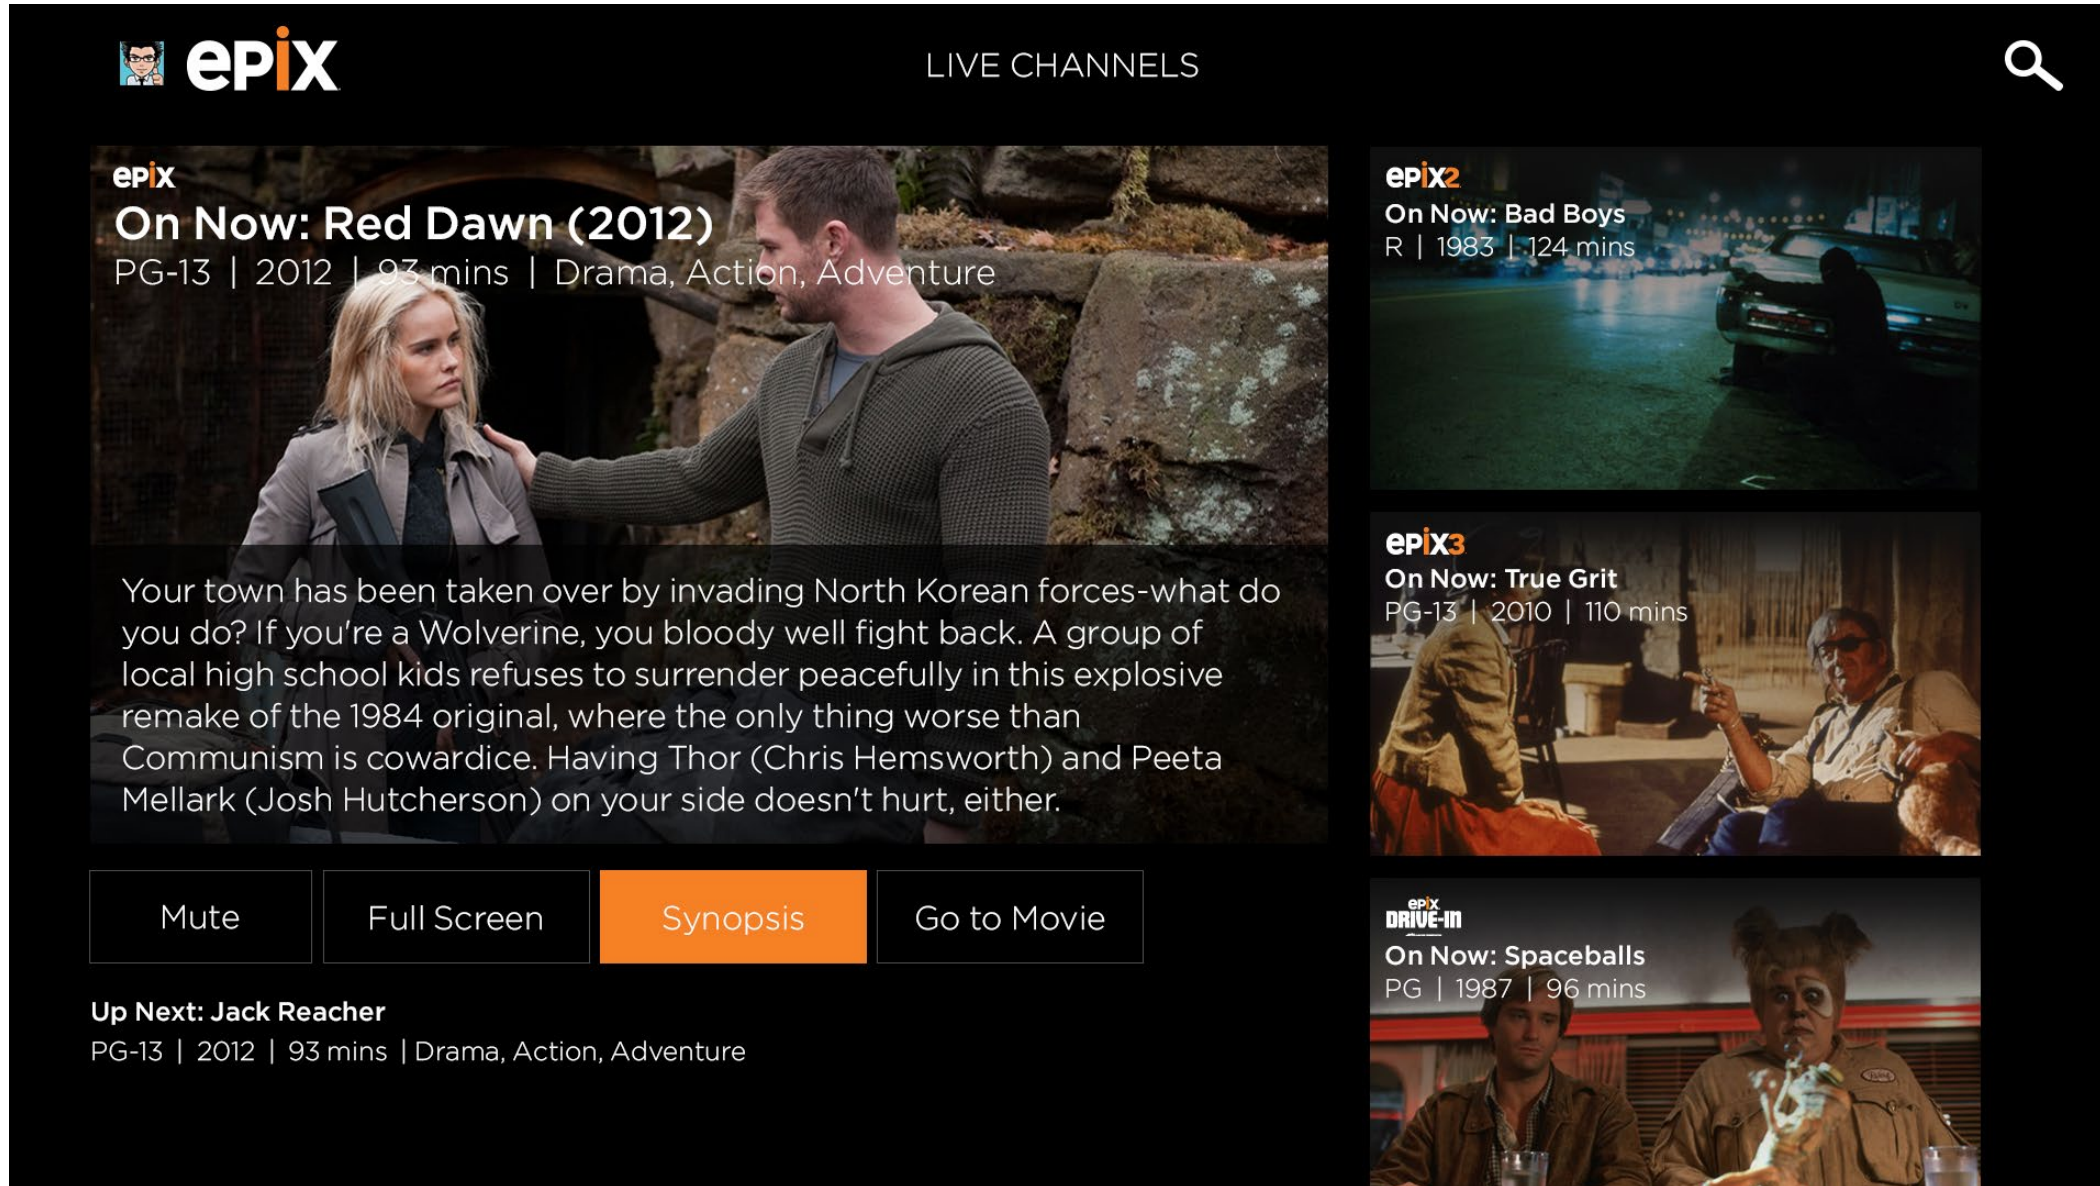 epix
LIVE CHANNELS
epix
On Now: Red Dawn (2012)
PG-13 | 2012 | 93 mins | Drama, Action, Adventure
Your town has been taken over by invading North Korean forces-what do
you do? If you're a Wolverine, you bloody well fight back. A group of
local high school kids refuses to surrender peacefully in this explosive
remake of the 1984 original, where the only thing worse than
Communism is cowardice. Having Thor (Chris Hemsworth) and Peeta
Mellark (Josh Hutcherson) on your side doesn't hurt, either.
Mute
Full Screen
Synopsis
Go to Movie
Up Next: Jack Reacher
PG-13 | 2012 | 93 mins | Drama, Action, Adventure
epix2
On Now: Bad Boys
R | 1983 | 124 mins
epix3
On Now: True Grit
PG-13 | 2010 | 110 mins
epix
DRIVE-IN
On Now: Spaceballs
PG | 1987 | 96 mins